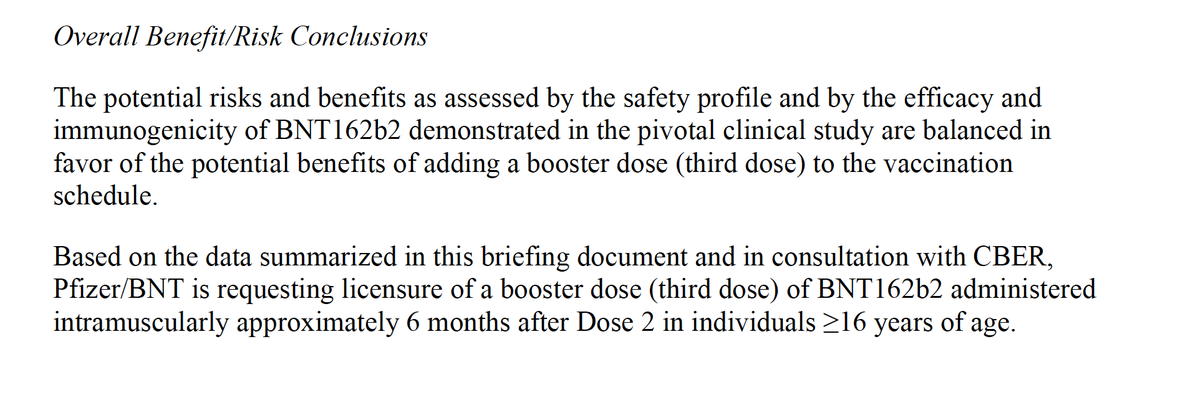 Overall Benefit/Risk Conclusions
The potential risks and benefits as assessed by the safety profile and by the efficacy and
immunogenicity of BNT162b2 demonstrated in the pivotal clinical study are balanced in
favor of the potential benefits of adding a booster dose (third dose) to the vaccination
schedule.
Based on the data summarized in this briefing document and in consultation with CBER,
Pfizer/BNT is requesting licensure of a booster dose (third dose) of BNT162b2 administered
intramuscularly approximately 6 months after Dose 2 in individuals ≥16 years of age.